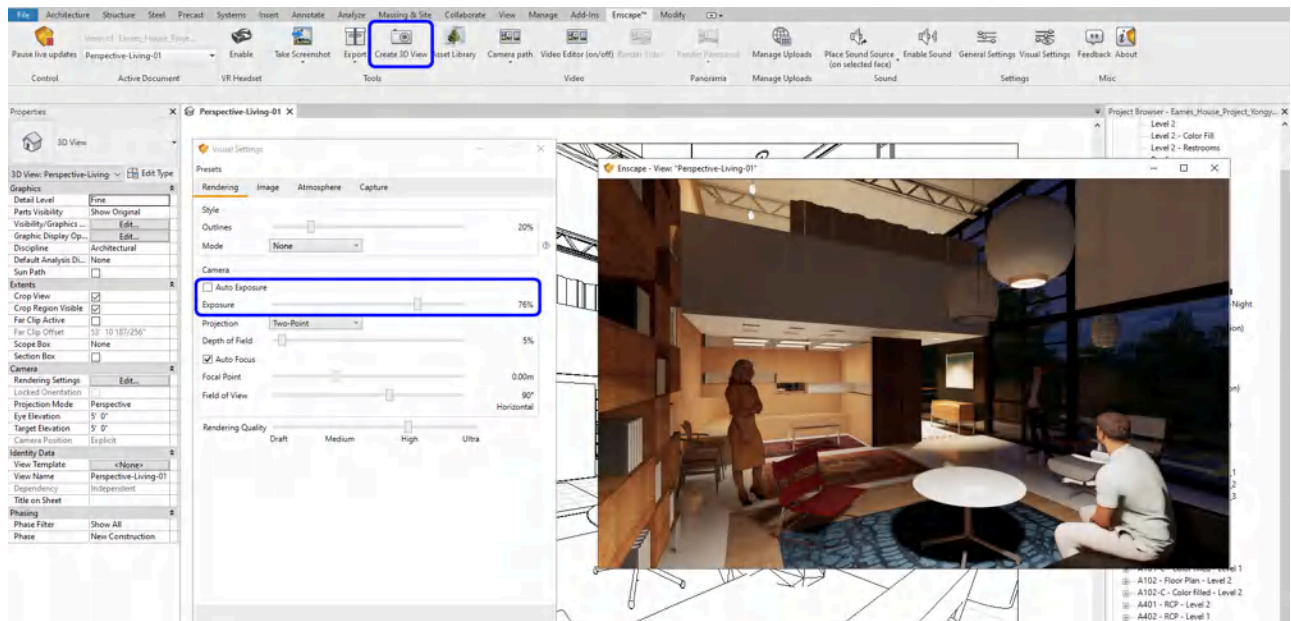 File Architecture Structure Steel Precast Systems Insert Annotate Analyze Massing & Site Collaborate View Manage Add-Ins Enscape™ Modify
Pause live updates
Perspective-Living-01
Enable
Take Screenshot
Export
Create 3D View
Asset Library
Camera path
Video Editor (on/off)
Render Video
Render Panorama
Manage Uploads
Place Sound Source
(on selected face)
Enable Sound
General Settings
Visual Settings
Feedback
About
Control
Active Document
VR Headset
Tools
Video
Panorama
Manage Uploads
Sound
Settings
Misc
Properties
3D View
3D View: Perspective-Living
Edit Type
Graphics
Detail Level Fine
Parts Visibility Show Original
Visibility/Graphics ... Edit...
Graphic Display Op... Edit...
Discipline Architectural
Default Analysis Di... None
Sun Path
Extents
Crop View
Crop Region Visible
Far Clip Active
Far Clip Offset 53' 10 187/256"
Scope Box None
Section Box
Camera
Rendering Settings Edit...
Locked Orientation
Projection Mode Perspective
Eye Elevation 5' 0"
Target Elevation 5' 0"
Camera Position Explicit
Identity Data
View Template <None>
View Name Perspective-Living-01
Dependency Independent
Title on Sheet
Phasing
Phase Filter Show All
Phase New Construction
Perspective-Living-01
Visual Settings
Presets
Rendering Image Atmosphere Capture
Style
Outlines 20%
Mode None
Camera
Auto Exposure
Exposure 76%
Projection Two-Point
Depth of Field 5%
Auto Focus
Focal Point 0.00m
Field of View 90°
Horizontal
Rendering Quality
Draft Medium High Ultra
Enscape - View: "Perspective-Living-01"
Project Browser - Eames_House_Project_Yongy...
Level 2
Level 2 - Color Fill
Level 2 - Restrooms
Night
A102 - Floor Plan - Level 2
A102-C - Color filled - Level 2
A401 - RCP - Level 2
A402 - RCP - Level 1